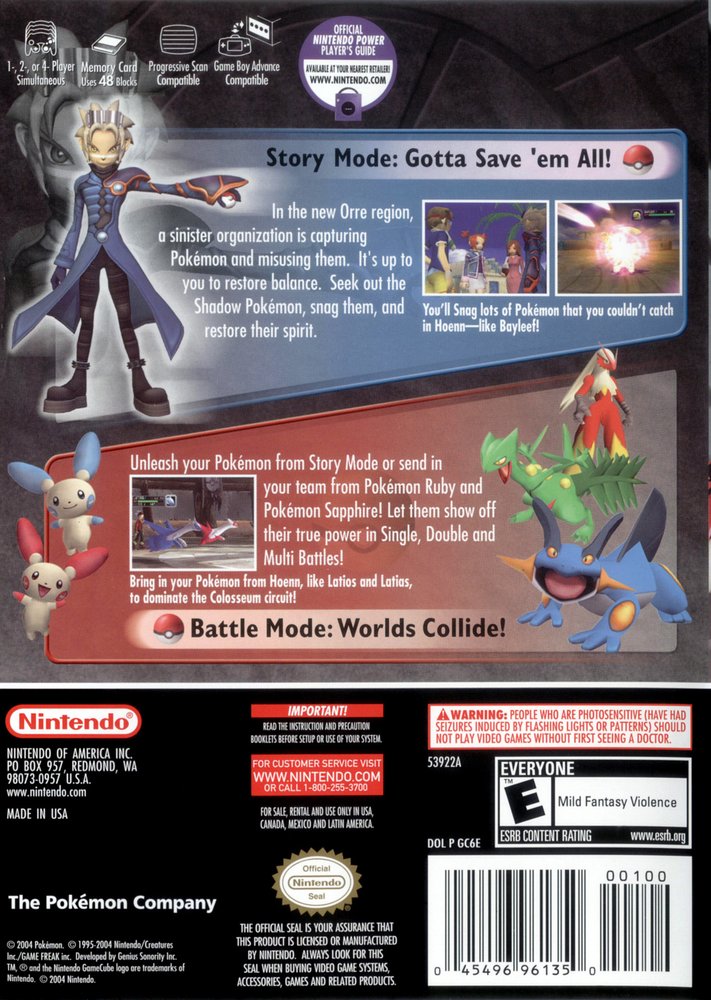 1-, 2-, or 4- Player
Simultaneous
Memory Card
Uses 48 Blocks
Progressive Scan
Compatible
Game Boy Advance
Compatible
OFFICIAL
NINTENDO POWER
PLAYER'S GUIDE
AVAILABLE AT YOUR NEAREST RETAILER!
WWW.NINTENDO.COM
Story Mode: Gotta Save 'em All!
In the new Orre region,
a sinister organization is capturing
Pokémon and misusing them. It's up to
you to restore balance. Seek out the
Shadow Pokémon, snag them, and
restore their spirit.
You'll Snag lots of Pokémon that you couldn't catch
in Hoenn—like Bayleef!
Unleash your Pokémon from Story Mode or send in
your team from Pokémon Ruby and
Pokémon Sapphire! Let them show off
their true power in Single, Double and
Multi Battles!
Bring in your Pokémon from Hoenn, like Latios and Latias,
to dominate the Colosseum circuit!
Battle Mode: Worlds Collide!
Nintendo®
NINTENDO OF AMERICA INC.
PO BOX 957, REDMOND, WA
98073-0957 U.S.A.
www.nintendo.com
MADE IN USA
The Pokémon Company
© 2004 Pokémon. © 1995-2004 Nintendo/Creatures
Inc./GAME FREAK inc. Developed by Genius Sonority Inc.
TM, ® and the Nintendo GameCube logo are trademarks of
Nintendo. © 2004 Nintendo.
IMPORTANT!
READ THE INSTRUCTION AND PRECAUTION
BOOKLETS BEFORE SETUP OR USE OF YOUR SYSTEM.
FOR CUSTOMER SERVICE VISIT
WWW.NINTENDO.COM
OR CALL 1-800-255-3700
FOR SALE, RENTAL AND USE ONLY IN USA,
CANADA, MEXICO AND LATIN AMERICA.
Official
Nintendo
Seal
THE OFFICIAL SEAL IS YOUR ASSURANCE THAT
THIS PRODUCT IS LICENSED OR MANUFACTURED
BY NINTENDO. ALWAYS LOOK FOR THIS
SEAL WHEN BUYING VIDEO GAME SYSTEMS,
ACCESSORIES, GAMES AND RELATED PRODUCTS.
WARNING: PEOPLE WHO ARE PHOTOSENSITIVE (HAVE HAD
SEIZURES INDUCED BY FLASHING LIGHTS OR PATTERNS) SHOULD
NOT PLAY VIDEO GAMES WITHOUT FIRST SEEING A DOCTOR.
53922A
EVERYONE
E™
Mild Fantasy Violence
ESRB CONTENT RATING www.esrb.org
DOL P GC6E
00100
0 45496 96135 0